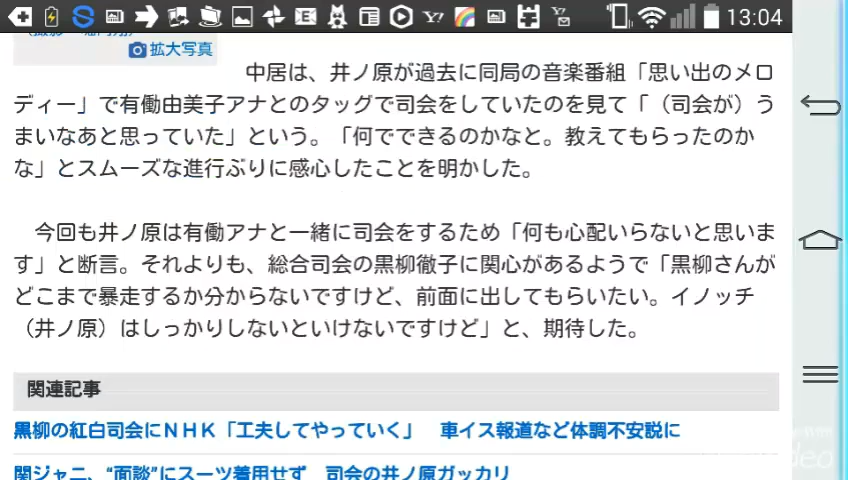 13:04
拡大写真
中居は、井ノ原が過去に同局の音楽番組「思い出のメロ
ディー」で有働由美子アナとのタッグで司会をしていたのを見て「（司会が）う
まいなあと思っていた」という。「何でできるのかなと。教えてもらったのか
な」とスムーズな進行ぶりに感心したことを明かした。
今回も井ノ原は有働アナと一緒に司会をするため「何も心配いらないと思いま
す」と断言。それよりも、総合司会の黒柳徹子に関心があるようで「黒柳さんが
どこまで暴走するか分からないですけど、前面に出してもらいたい。イノッチ
（井ノ原）はしっかりしないといけないですけど」と、期待した。
関連記事
黒柳の紅白司会にＮＨＫ「工夫してやっていく」　車イス報道など体調不安説に
関ジャニ、“面談”にスーツ着用せず　司会の井ノ原ガッカリ